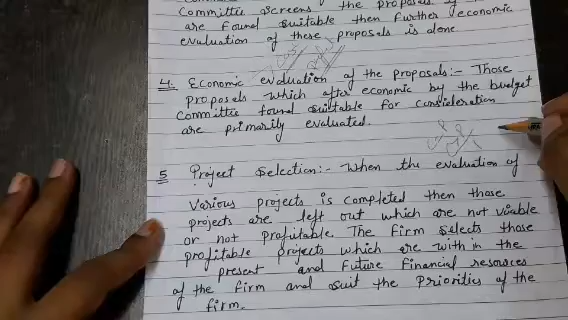 Committee screens the proposals
are found suitable then further economic
evaluation of these proposals is done
4. Economic evaluation of the proposals:- Those
proposals which after economic by the budget
Committee found suitable for consideration
are primarily evaluated.
5 Project Selection:- When the evaluation of
various projects is completed then those
projects are left out which are not viable
or not profitable. The firm selects those
profitable projects which are with in the
present and future financial resources
of the firm and suit the priorities of the
firm.